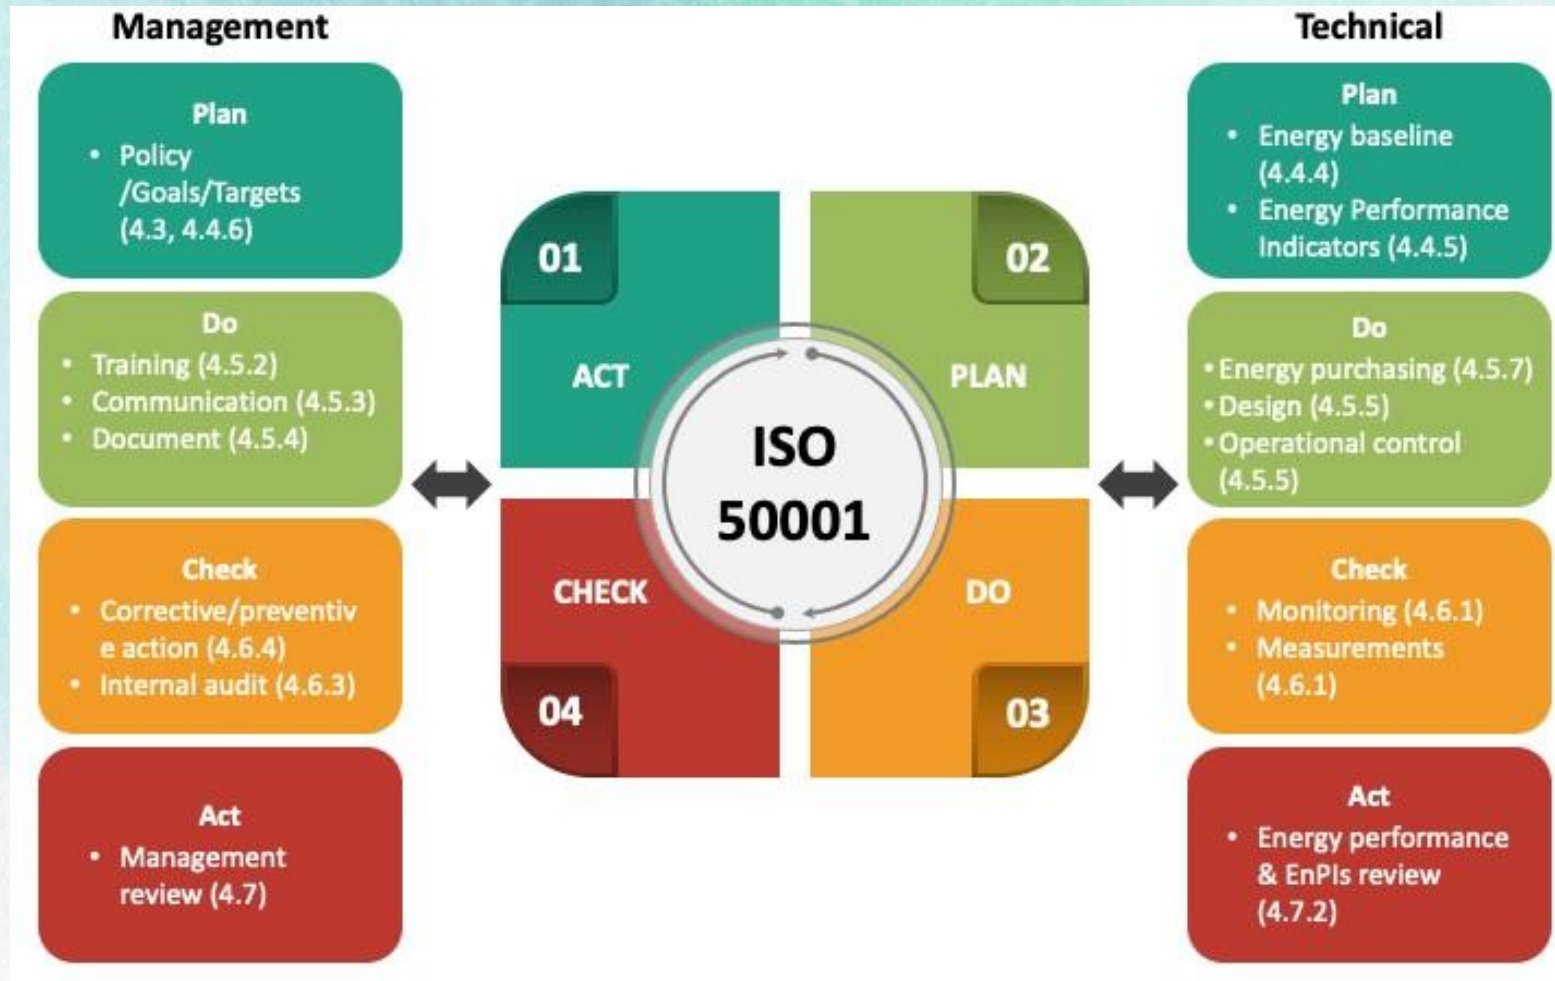 Management
Plan
• Policy
/Goals/Targets
(4.3, 4.4.6)
Do
• Training (4.5.2)
• Communication (4.5.3)
• Document (4.5.4)
Check
• Corrective/preventiv
e action (4.6.4)
• Internal audit (4.6.3)
Act
• Management
review (4.7)
01
ACT
02
PLAN
ISO
50001
CHECK
04
DO
03
Technical
Plan
• Energy baseline
(4.4.4)
• Energy Performance
Indicators (4.4.5)
Do
• Energy purchasing (4.5.7)
• Design (4.5.5)
• Operational control
(4.5.5)
Check
• Monitoring (4.6.1)
• Measurements
(4.6.1)
Act
• Energy performance
& EnPIs review
(4.7.2)